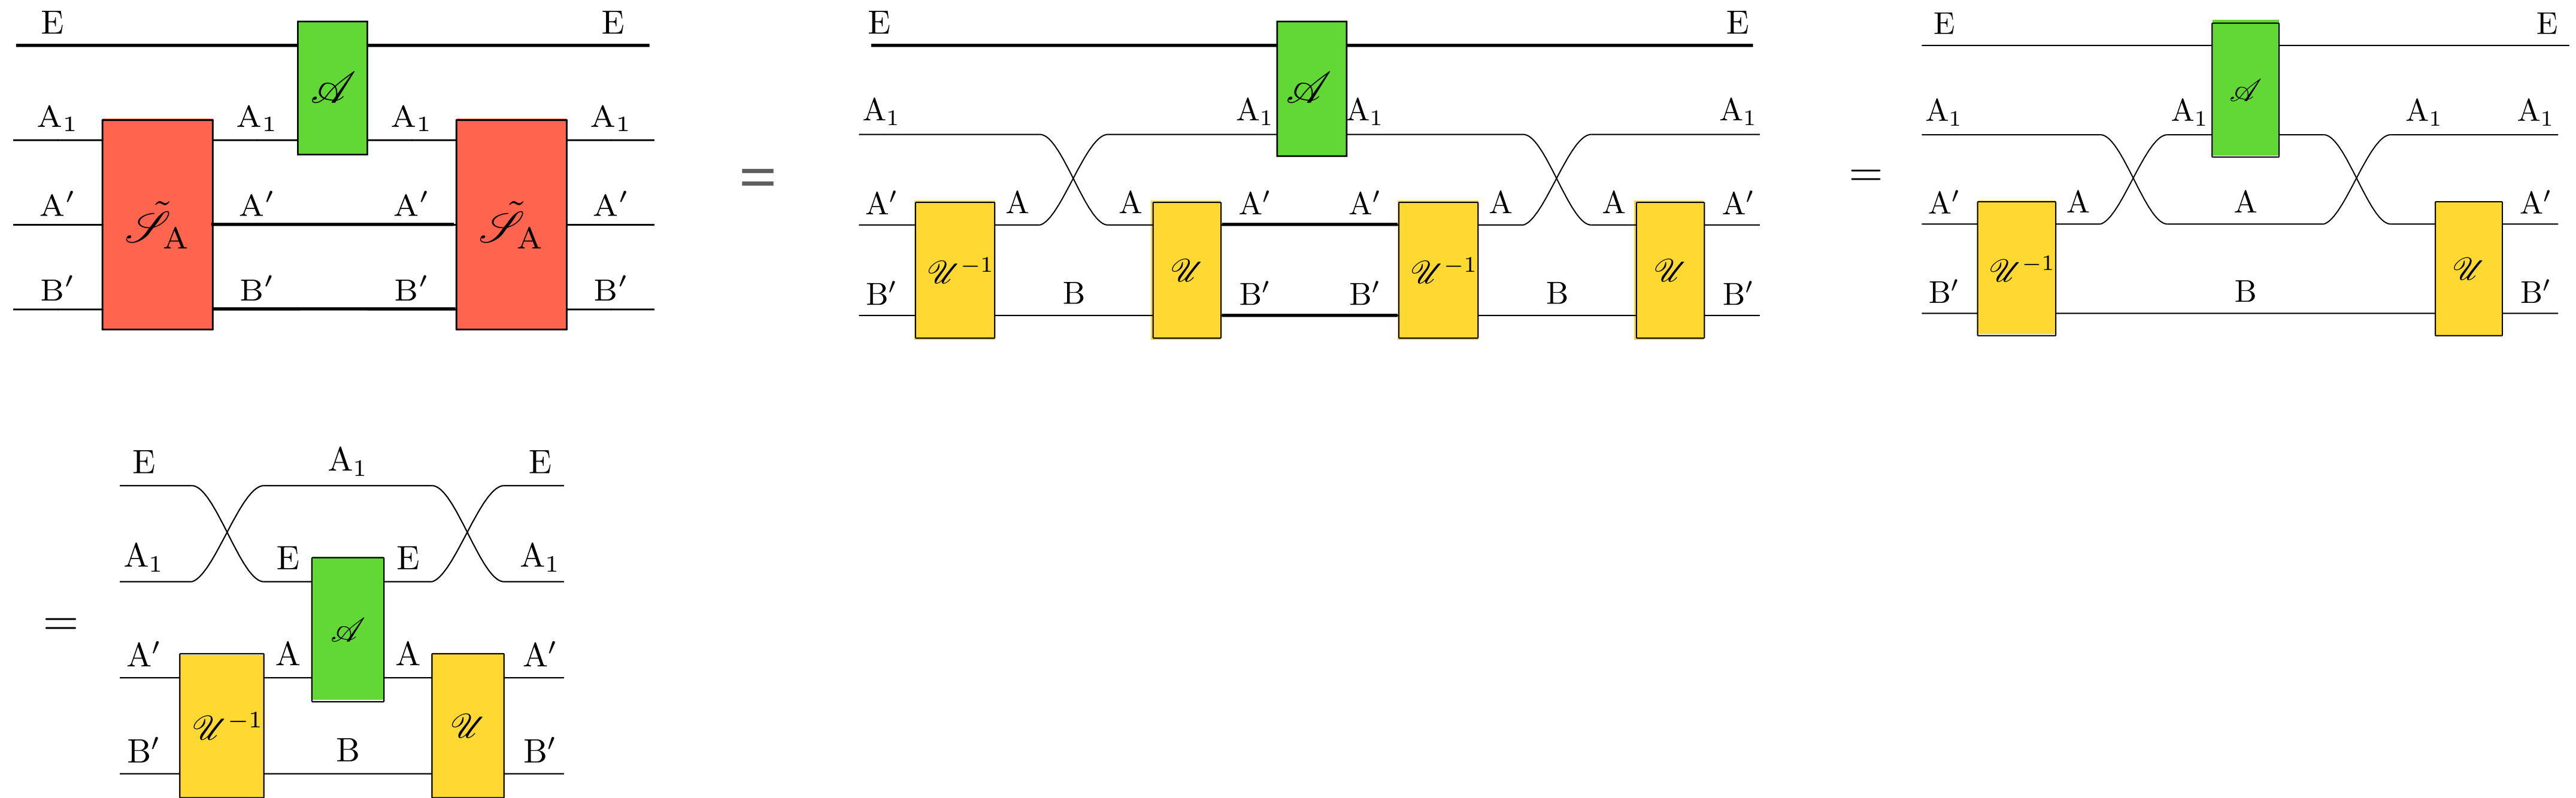 E 𝒜 E
A₁ A₁ A₁ A₁
A′ 𝒮̃_A A′ A′ 𝒮̃_A A′
B′ B′ B′ B′
=
E 𝒜 E
A₁ A₁ A₁ A₁
A′ A A A′ A′ A A A′
𝒰⁻¹ 𝒰 𝒰⁻¹ 𝒰
B′ B B′ B′ B B′
=
E 𝒜 E
A₁ A₁ A₁ A₁
A′ A A A′
𝒰⁻¹ 𝒰
B′ B B′
=
E A₁ E
A₁ E E A₁
𝒜
A′ A A A′
𝒰⁻¹ 𝒰
B′ B B′